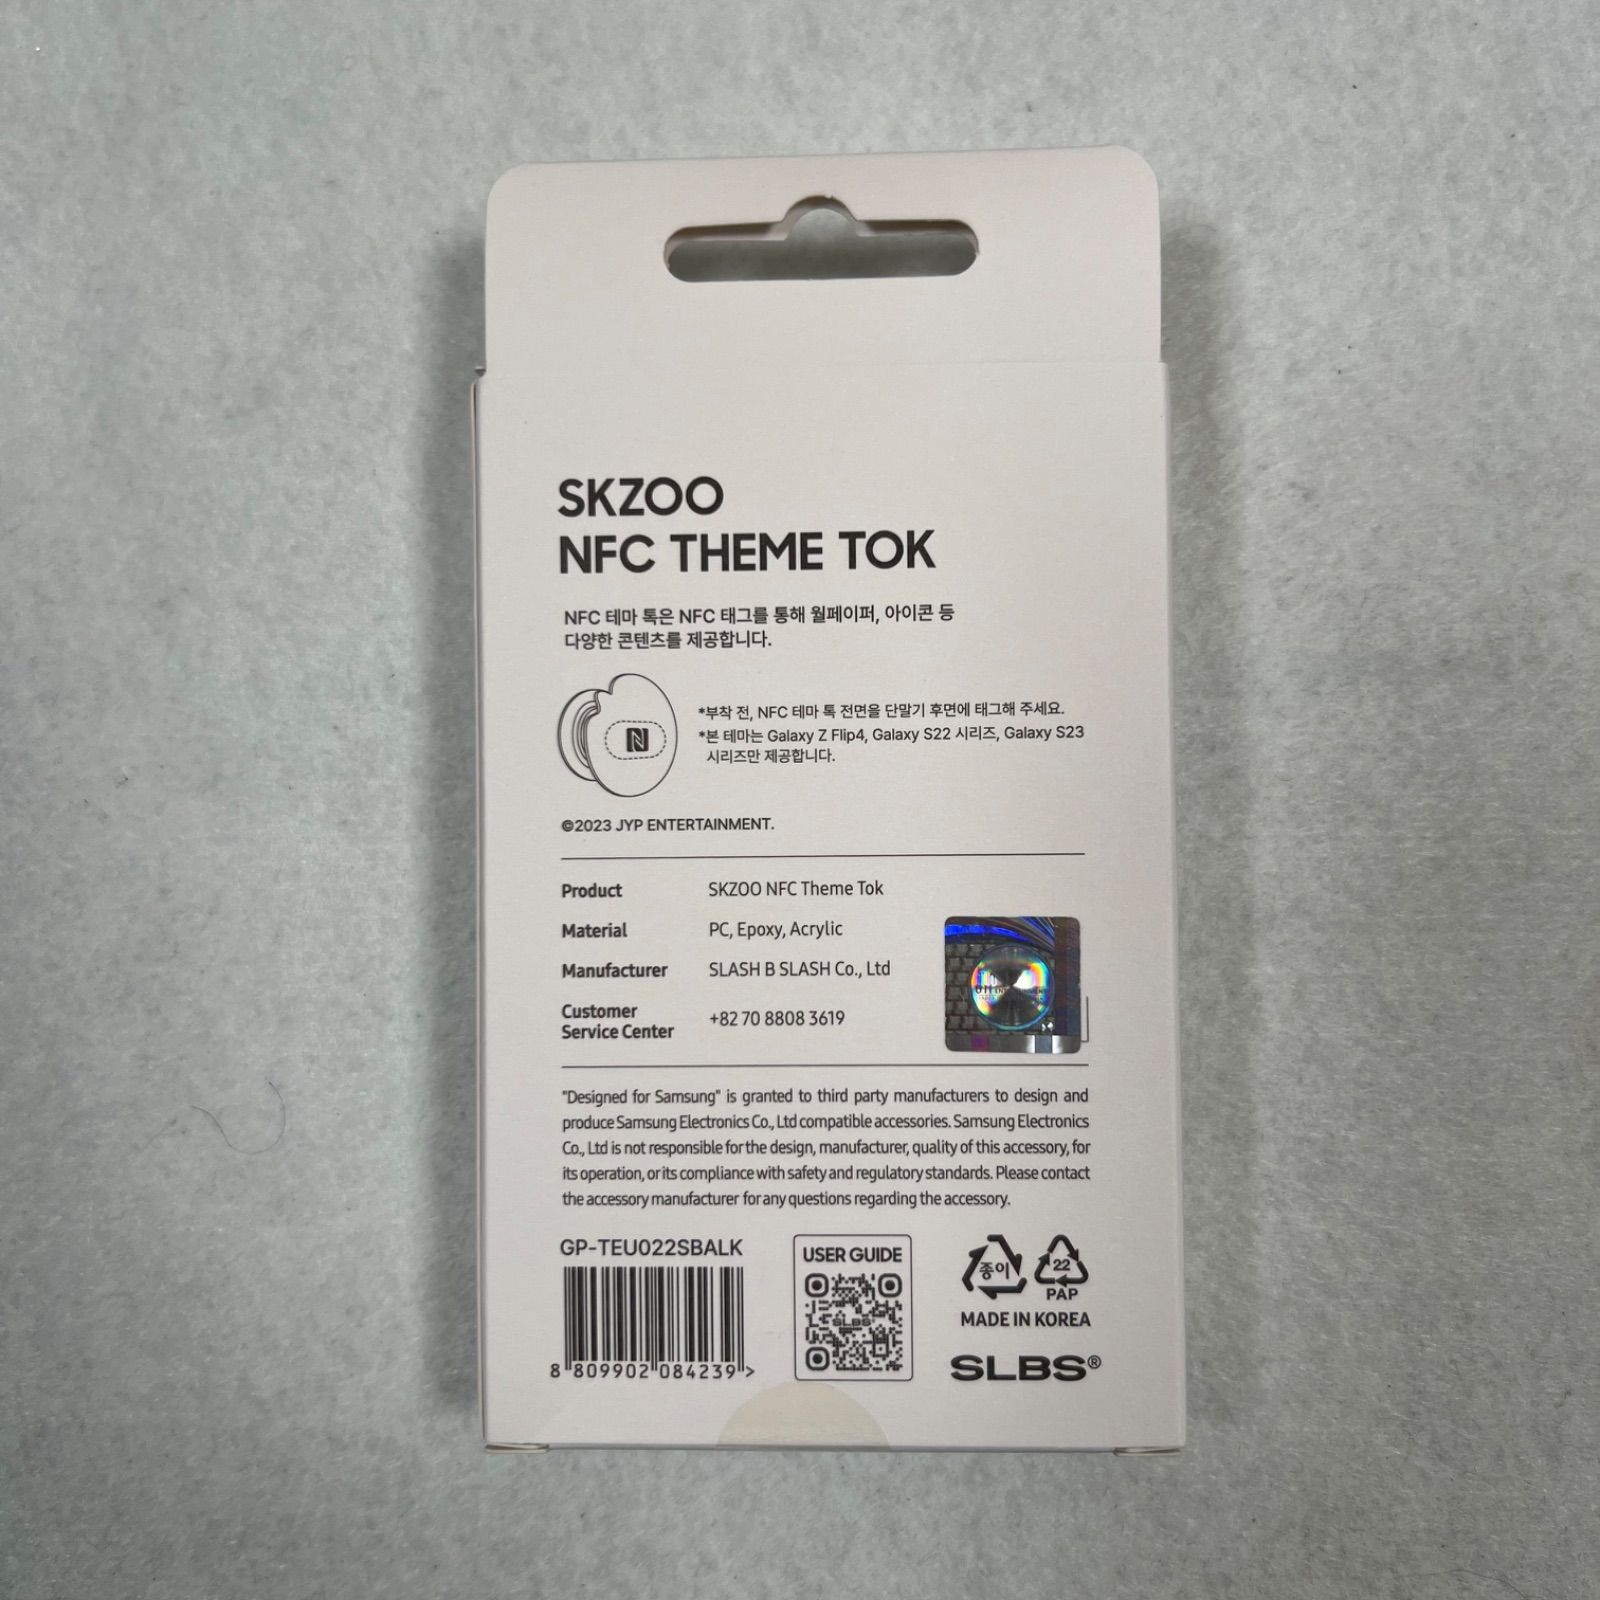 SKZOO
NFC THEME TOK
NFC 테마 톡은 NFC 태그를 통해 월페이퍼, 아이콘 등
다양한 콘텐츠를 제공합니다.
*부착 전, NFC 테마 톡 전면을 단말기 후면에 태그해 주세요.
*본 테마는 Galaxy Z Flip4, Galaxy S22 시리즈, Galaxy S23
시리즈만 제공합니다.
©2023 JYP ENTERTAINMENT.
Product SKZOO NFC Theme Tok
Material PC, Epoxy, Acrylic
Manufacturer SLASH B SLASH Co., Ltd
Customer
Service Center +82 70 8808 3619
"Designed for Samsung" is granted to third party manufacturers to design and
produce Samsung Electronics Co., Ltd compatible accessories. Samsung Electronics
Co., Ltd is not responsible for the design, manufacturer, quality of this accessory, for
its operation, or its compliance with safety and regulatory standards. Please contact
the accessory manufacturer for any questions regarding the accessory.
GP-TEU022SBALK
8 809902 084239 >
USER GUIDE
SLBS
종이
22
PAP
MADE IN KOREA
SLBS®